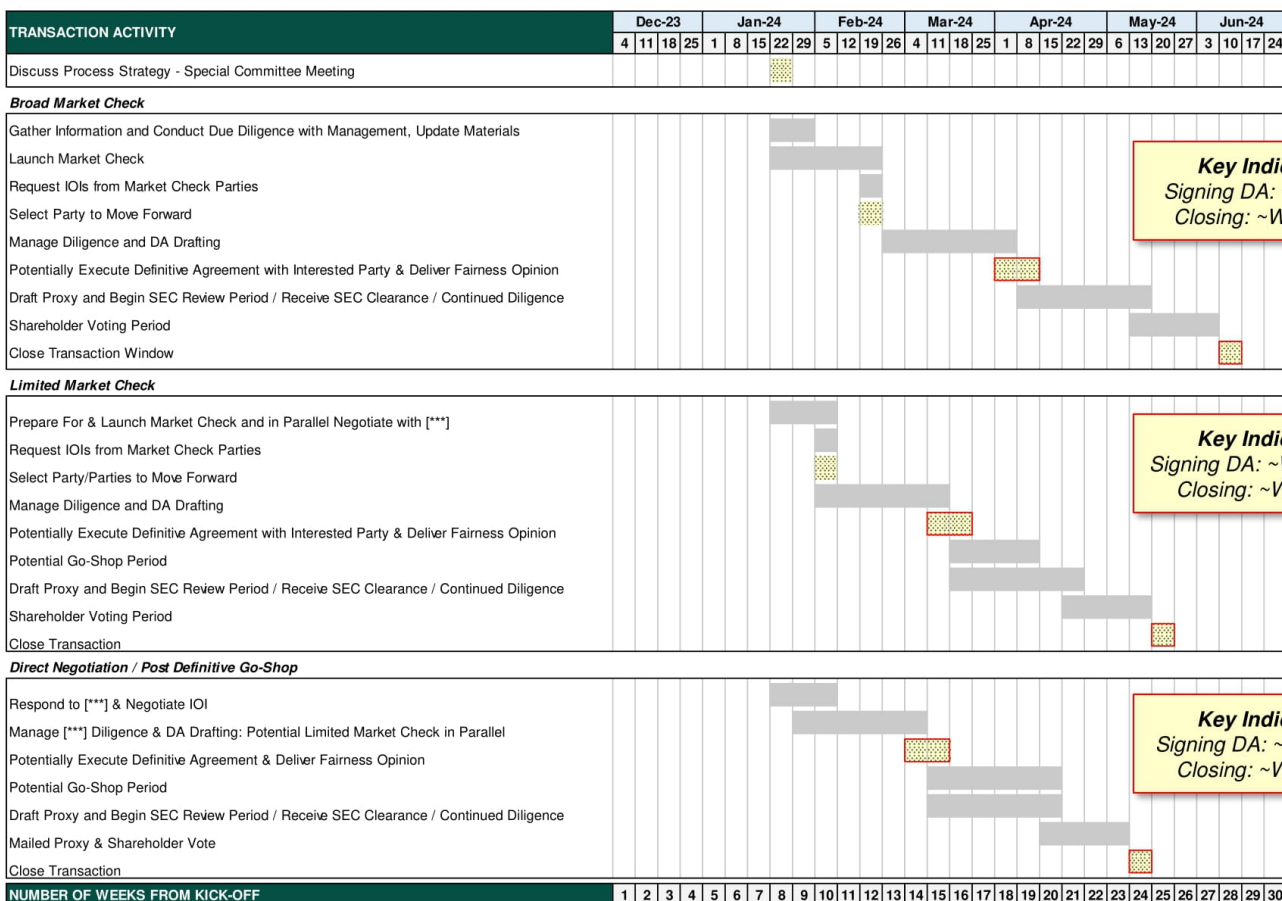 TRANSACTION ACTIVITY
Dec-23 Jan-24 Feb-24 Mar-24 Apr-24 May-24 Jun-24
4 11 18 25 1 8 15 22 29 5 12 19 26 4 11 18 25 1 8 15 22 29 6 13 20 27 3 10 17 24
Discuss Process Strategy - Special Committee Meeting
Broad Market Check
Gather Information and Conduct Due Diligence with Management, Update Materials
Launch Market Check
Request IOIs from Market Check Parties
Select Party to Move Forward
Manage Diligence and DA Drafting
Potentially Execute Definitive Agreement with Interested Party & Deliver Fairness Opinion
Draft Proxy and Begin SEC Review Period / Receive SEC Clearance / Continued Diligence
Shareholder Voting Period
Close Transaction Window
Key Indi
Signing DA:
Closing: ~W
Limited Market Check
Prepare For & Launch Market Check and in Parallel Negotiate with [***]
Request IOIs from Market Check Parties
Select Party/Parties to Move Forward
Manage Diligence and DA Drafting
Potentially Execute Definitive Agreement with Interested Party & Deliver Fairness Opinion
Potential Go-Shop Period
Draft Proxy and Begin SEC Review Period / Receive SEC Clearance / Continued Diligence
Shareholder Voting Period
Close Transaction
Key Indi
Signing DA: ~
Closing: ~W
Direct Negotiation / Post Definitive Go-Shop
Respond to [***] & Negotiate IOI
Manage [***] Diligence & DA Drafting: Potential Limited Market Check in Parallel
Potentially Execute Definitive Agreement & Deliver Fairness Opinion
Potential Go-Shop Period
Draft Proxy and Begin SEC Review Period / Receive SEC Clearance / Continued Diligence
Mailed Proxy & Shareholder Vote
Close Transaction
Key Indi
Signing DA: ~
Closing: ~W
NUMBER OF WEEKS FROM KICK-OFF 1 2 3 4 5 6 7 8 9 10 11 12 13 14 15 16 17 18 19 20 21 22 23 24 25 26 27 28 29 30